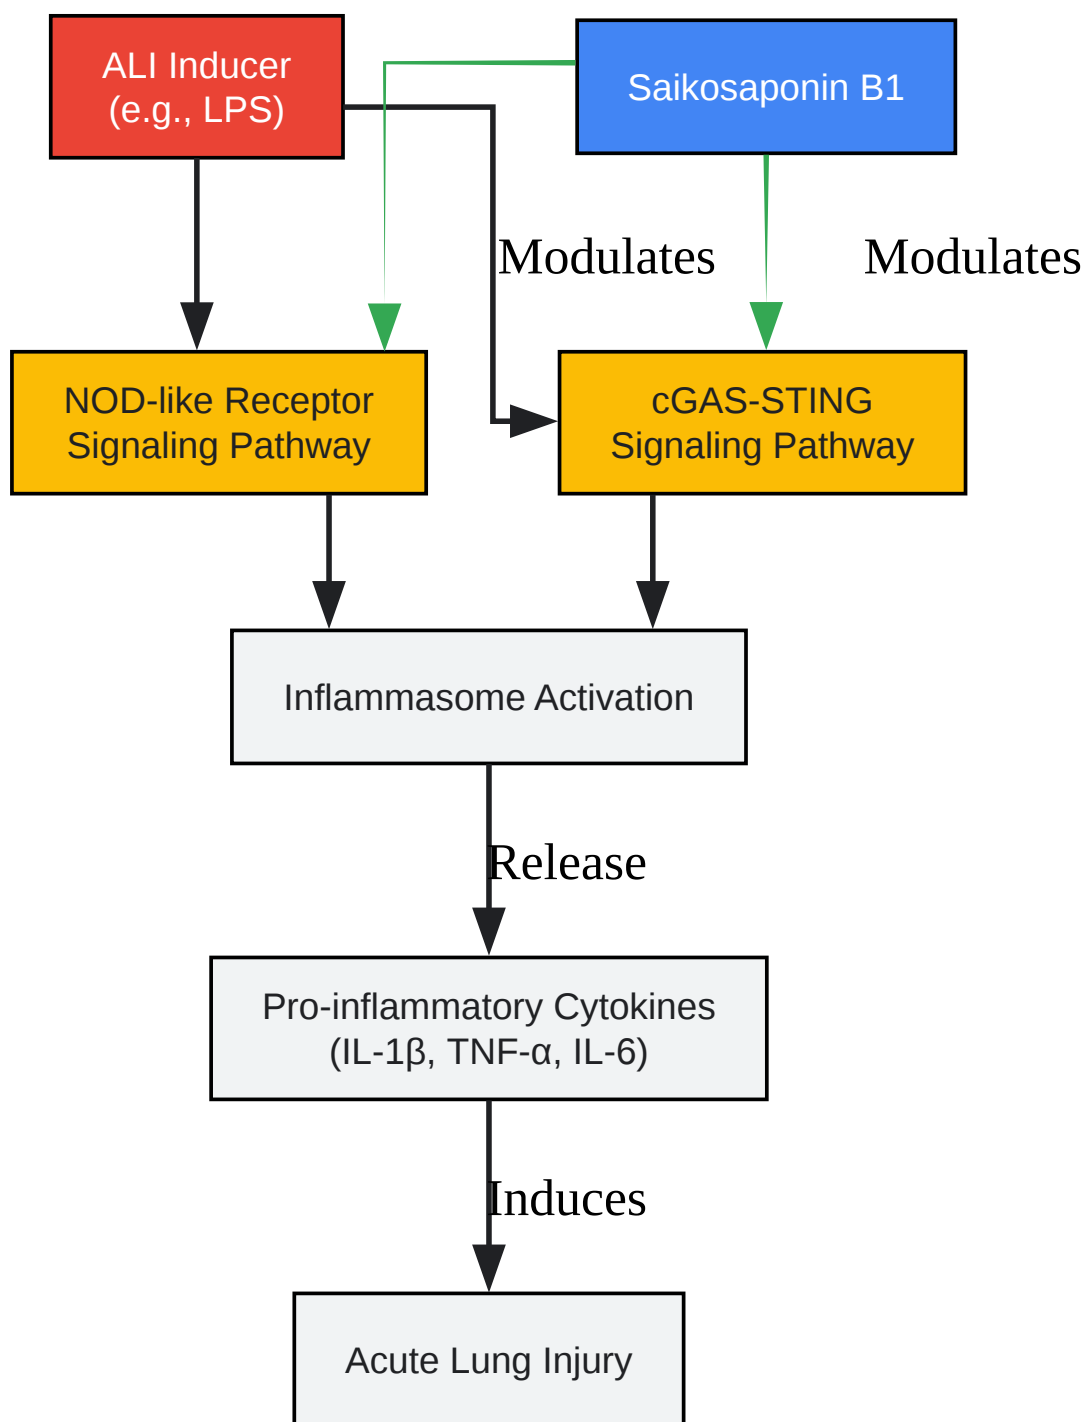 ALI Inducer
(e.g., LPS)
Saikosaponin B1
Modulates
Modulates
NOD-like Receptor
Signaling Pathway
cGAS-STING
Signaling Pathway
Inflammasome Activation
Release
Pro-inflammatory Cytokines
(IL-1β, TNF-α, IL-6)
Induces
Acute Lung Injury